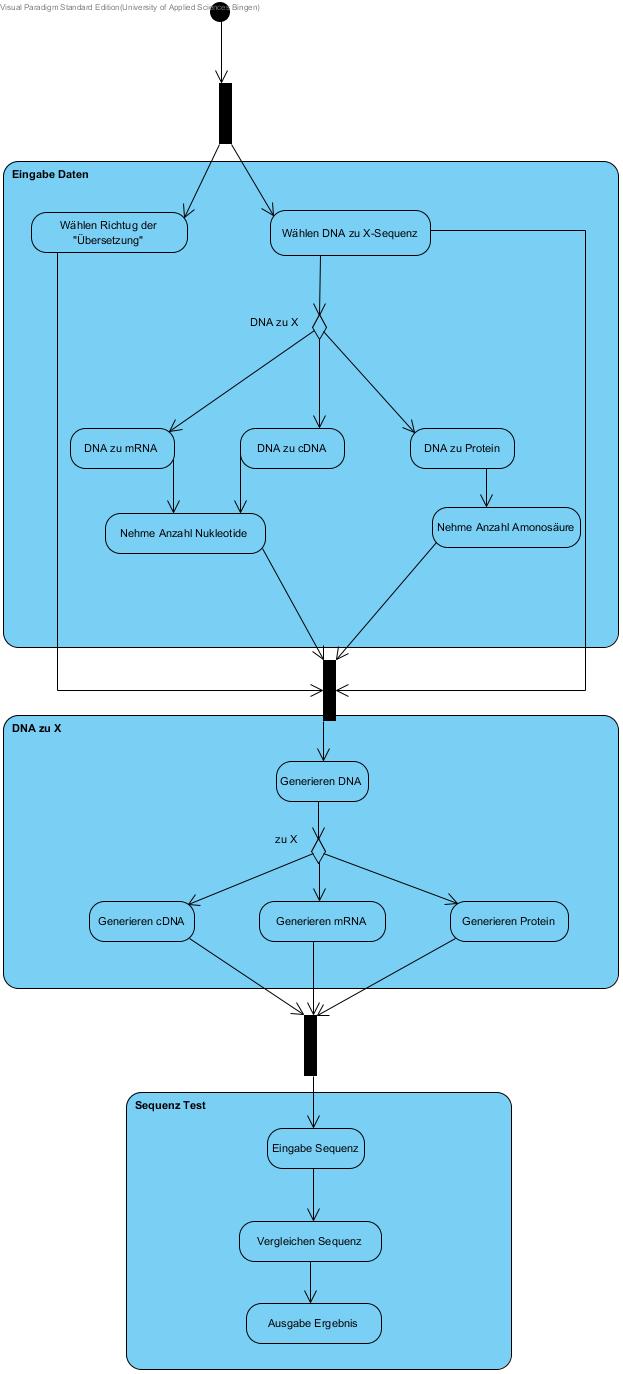 Visual Paradigm Standard Edition(University of Applied Sciences Bingen)
Eingabe Daten
Wählen Richtug der
"Übersetzung"
Wählen DNA zu X-Sequenz
DNA zu X
DNA zu mRNA
DNA zu cDNA
DNA zu Protein
Nehme Anzahl Nukleotide
Nehme Anzahl Amonosäure
DNA zu X
Generieren DNA
zu X
Generieren cDNA
Generieren mRNA
Generieren Protein
Sequenz Test
Eingabe Sequenz
Vergleichen Sequenz
Ausgabe Ergebnis